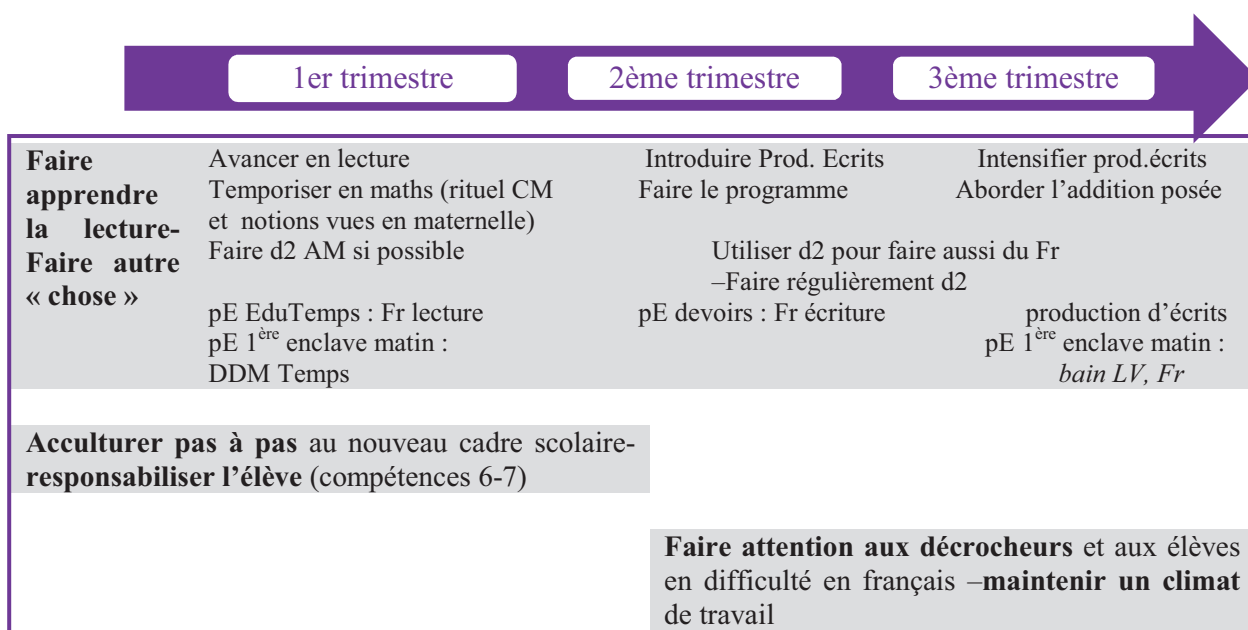 1er trimestre 2ème trimestre 3ème trimestre
Faire
apprendre
la lecture-
Faire autre
« chose »
Avancer en lecture
Temporiser en maths (rituel CM
et notions vues en maternelle)
Faire d2 AM si possible
pE EduTemps : Fr lecture
pE 1ère enclave matin :
DDM Temps
Introduire Prod. Ecrits
Faire le programme
Intensifier prod.écrits
Aborder l’addition posée
Utiliser d2 pour faire aussi du Fr
–Faire régulièrement d2
pE devoirs : Fr écriture
production d’écrits
pE 1ère enclave matin :
bain LV, Fr
Acculturer pas à pas au nouveau cadre scolaire-
responsabiliser l’élève (compétences 6-7)
Faire attention aux décrocheurs et aux élèves
en difficulté en français –maintenir un climat
de travail